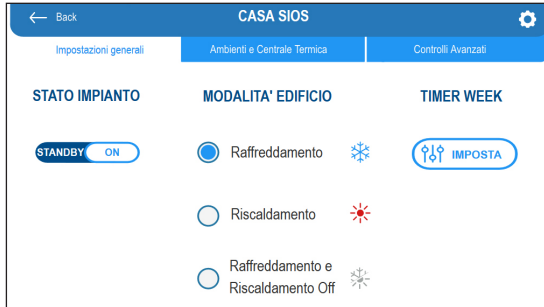 Back
CASA SIOS
Impostazioni generali
Ambienti e Centrale Termica
Controlli Avanzati
STATO IMPIANTO
MODALITA' EDIFICIO
TIMER WEEK
STANDBY ON
Raffreddamento
IMPOSTA
Riscaldamento
Raffreddamento e
Riscaldamento Off